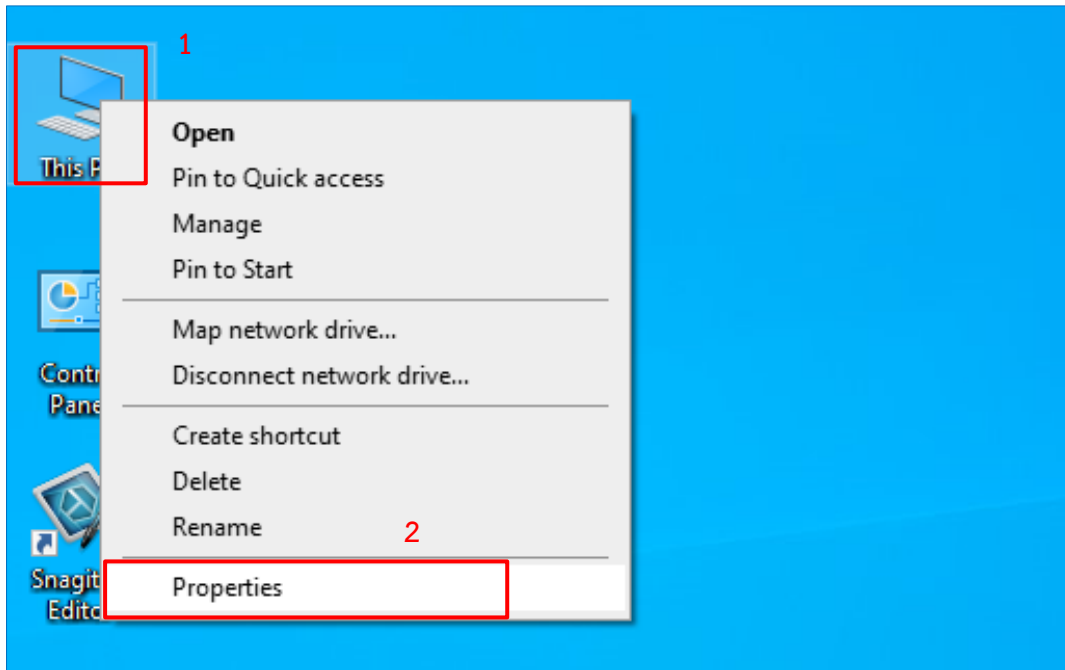 1
This P
Open
Pin to Quick access
Manage
Pin to Start
Map network drive...
Disconnect network drive...
Contr
Pane
Create shortcut
Delete
Rename
2
Snagit
Edito
Properties